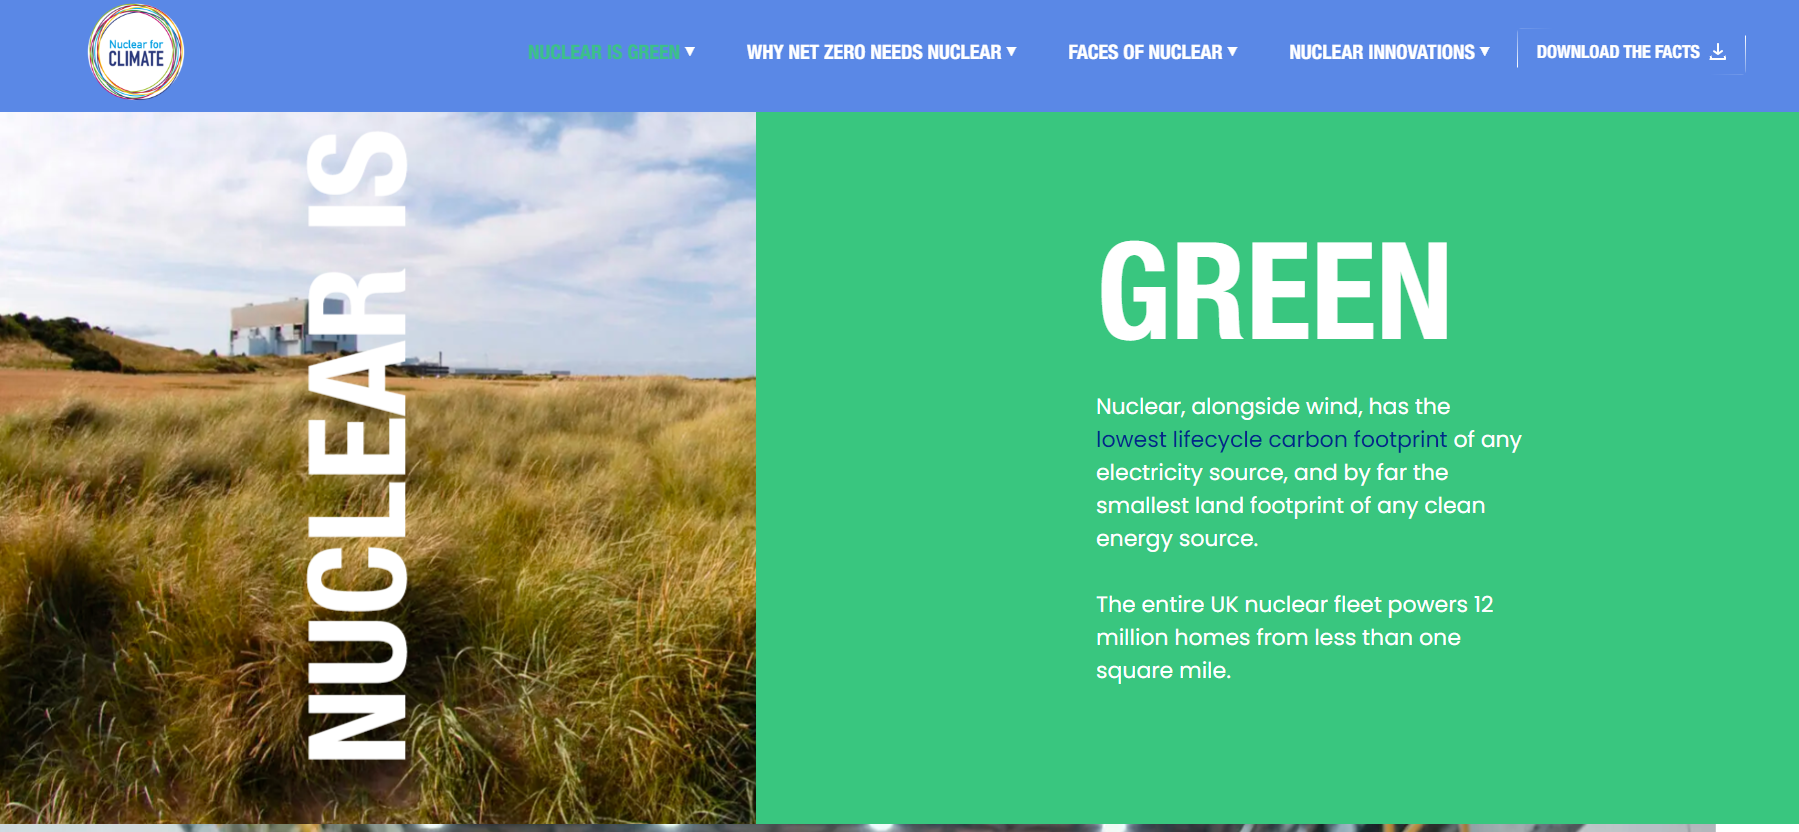 Nuclear for
CLIMATE
NUCLEAR IS GREEN
WHY NET ZERO NEEDS NUCLEAR
FACES OF NUCLEAR
NUCLEAR INNOVATIONS
DOWNLOAD THE FACTS
NUCLEAR IS
GREEN
Nuclear, alongside wind, has the
lowest lifecycle carbon footprint of any
electricity source, and by far the
smallest land footprint of any clean
energy source.
The entire UK nuclear fleet powers 12
million homes from less than one
square mile.